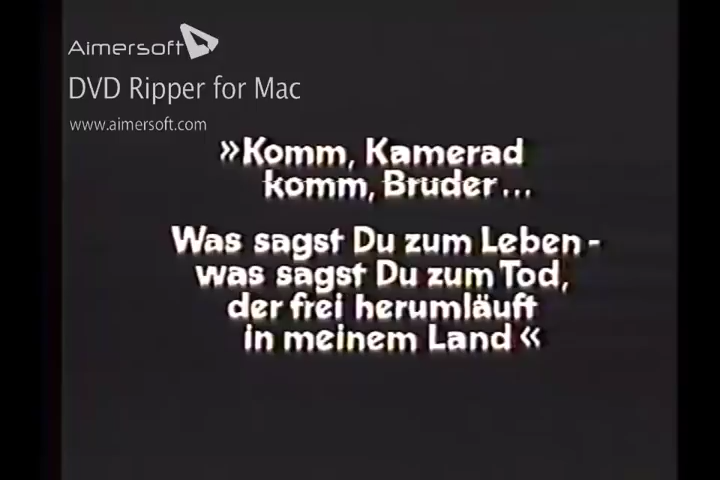 Aimersoft
DVD Ripper for Mac
www.aimersoft.com
»Komm, Kamerad
komm, Bruder...
Was sagst Du zum Leben -
was sagst Du zum Tod,
der frei herumläuft
in meinem Land«